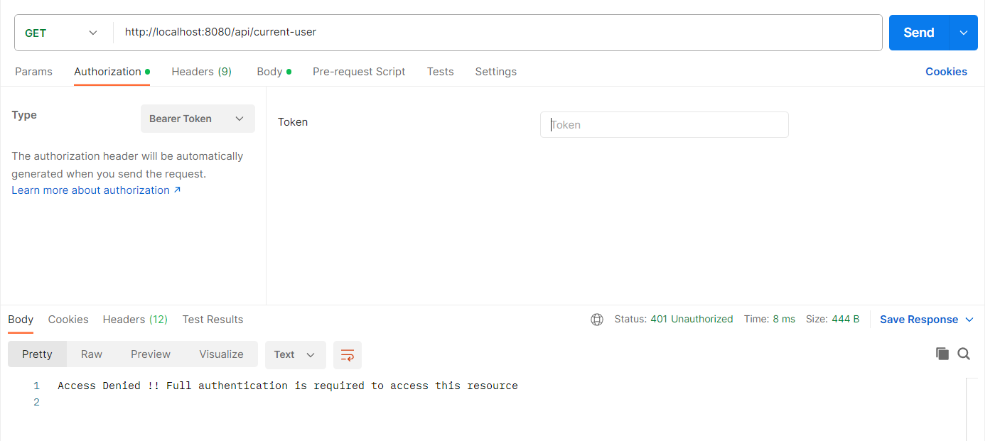 GET http://localhost:8080/api/current-user Send
Params Authorization Headers (9) Body Pre-request Script Tests Settings Cookies
Type Bearer Token Token Token
The authorization header will be automatically
generated when you send the request.
Learn more about authorization ↗
Body Cookies Headers (12) Test Results Status: 401 Unauthorized Time: 8 ms Size: 444 B Save Response
Pretty Raw Preview Visualize Text
1 Access Denied !! Full authentication is required to access this resource
2